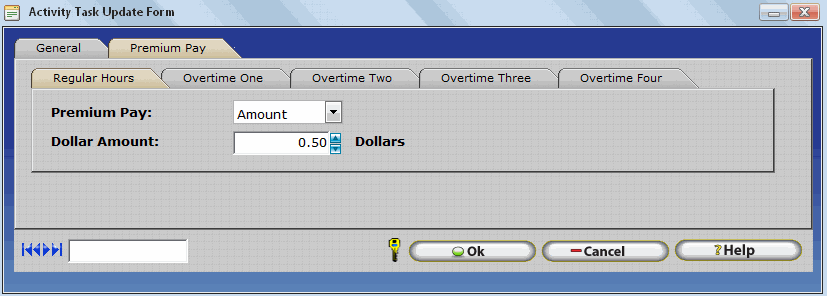 Activity Task Update Form
General Premium Pay
Regular Hours Overtime One Overtime Two Overtime Three Overtime Four
Premium Pay: Amount
Dollar Amount: 0.50 Dollars
Ok Cancel ?Help